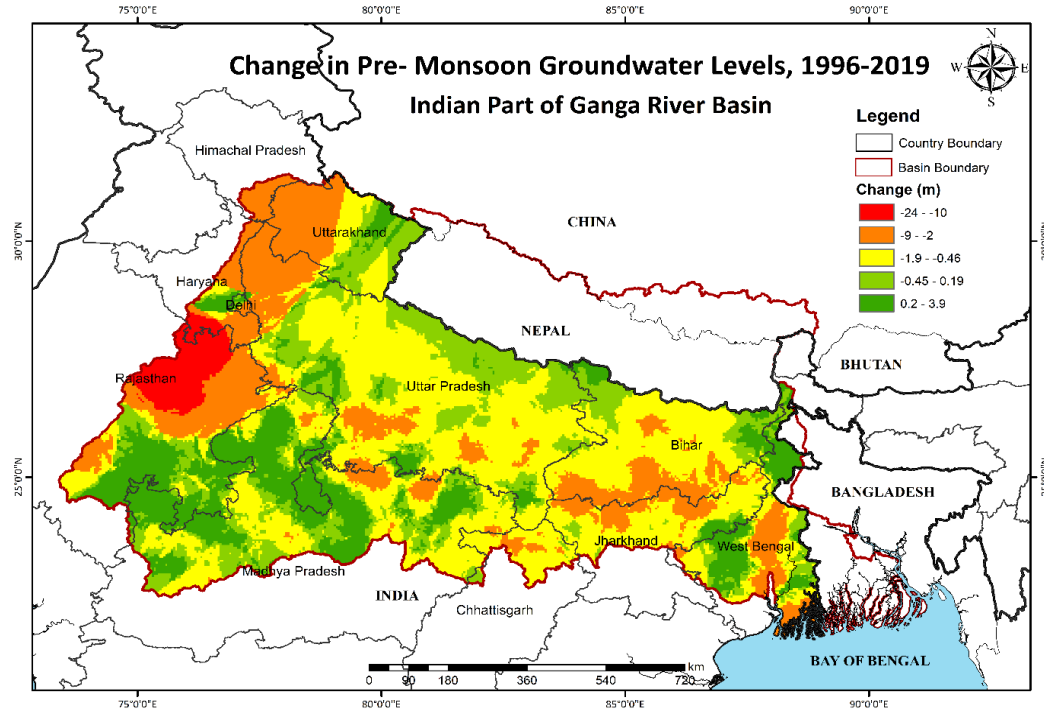 75°0'0"E 80°0'0"E 85°0'0"E 90°0'0"E
Change in Pre- Monsoon Groundwater Levels, 1996-2019
Indian Part of Ganga River Basin
N
W E
S
Legend
Country Boundary
Basin Boundary
Change (m)
-24 - -10
-9 - -2
-1.9 - -0.46
-0.45 - 0.19
0.2 - 3.9
Himachal Pradesh
CHINA
Uttarakhand
30°0'0"N
Haryana
Delhi
NEPAL
BHUTAN
Rajasthan
Uttar Pradesh
Bihar
25°0'0"N
BANGLADESH
Jharkhand
West Bengal
Madhya Pradesh
INDIA
Chhattisgarh
BAY OF BENGAL
km
0 90 180 360 540 720
75°0'0"E 80°0'0"E 85°0'0"E 90°0'0"E